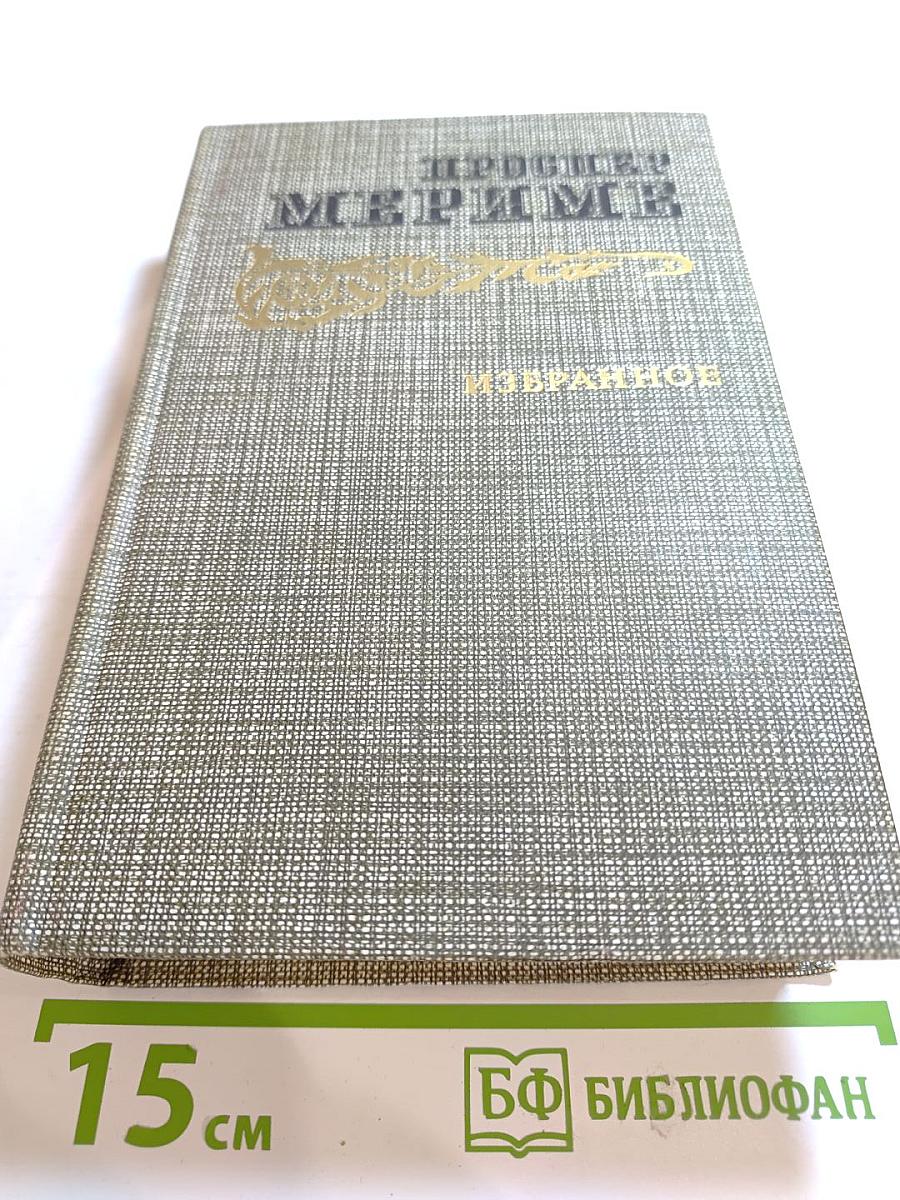 ПРОСПЕР
МЕРИМЕ
ИЗБРАННОЕ
15 см
БФ БИБЛИОФАН